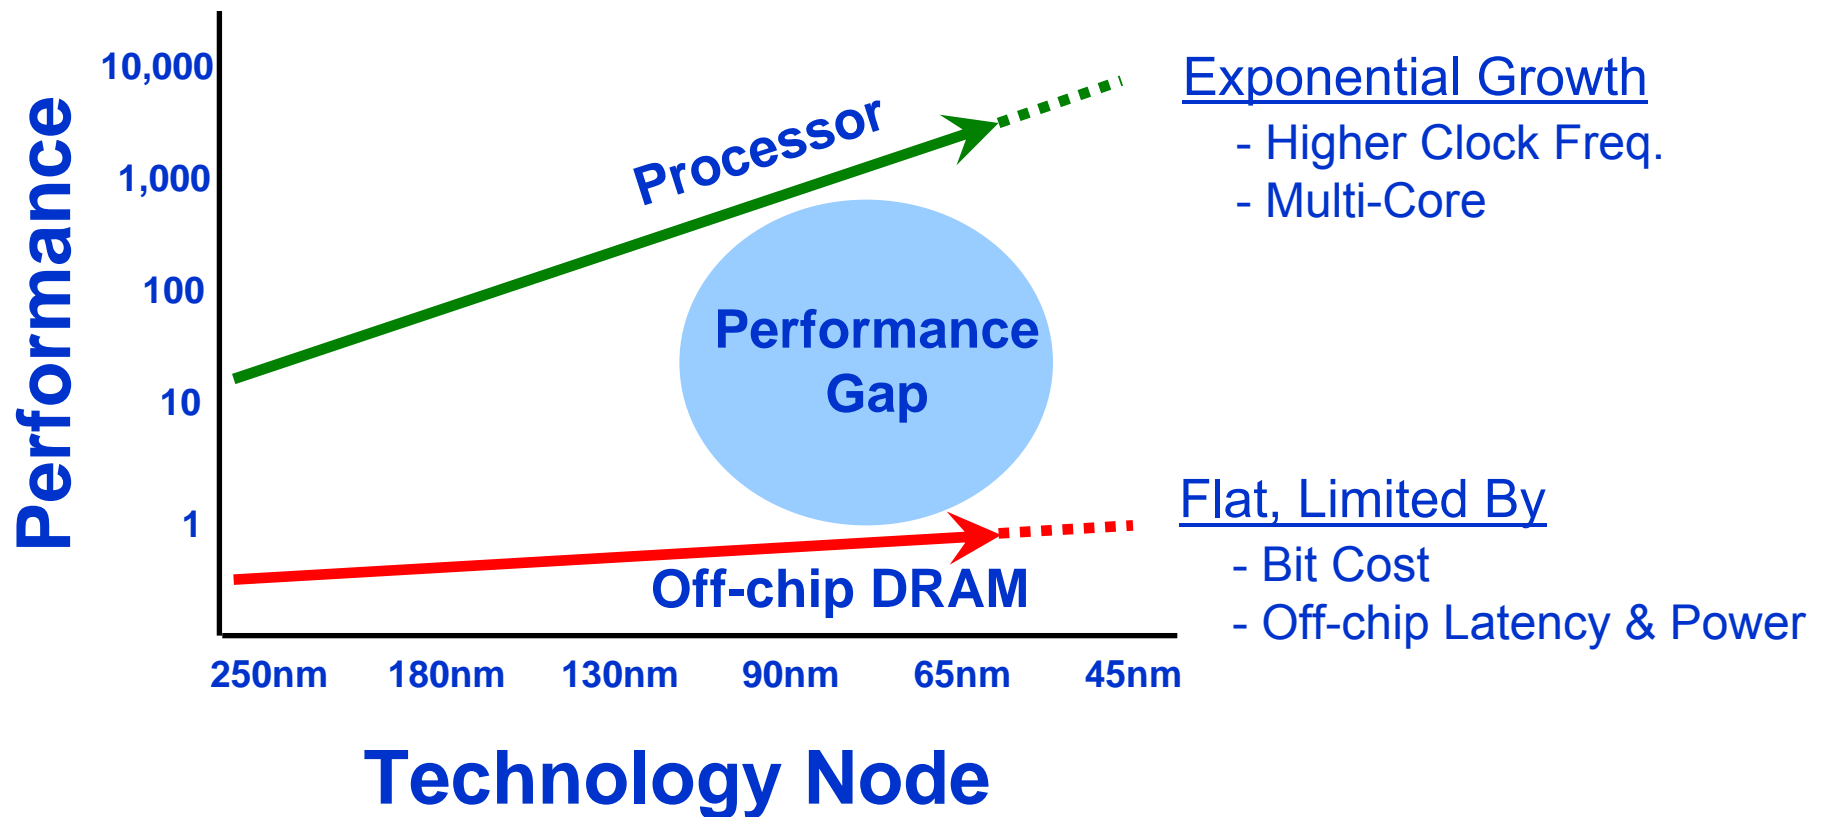 Performance
10,000
1,000
100
10
1
Processor
Performance
Gap
Off-chip DRAM
250nm 180nm 130nm 90nm 65nm 45nm
Technology Node
Exponential Growth
- Higher Clock Freq.
- Multi-Core
Flat, Limited By
- Bit Cost
- Off-chip Latency & Power